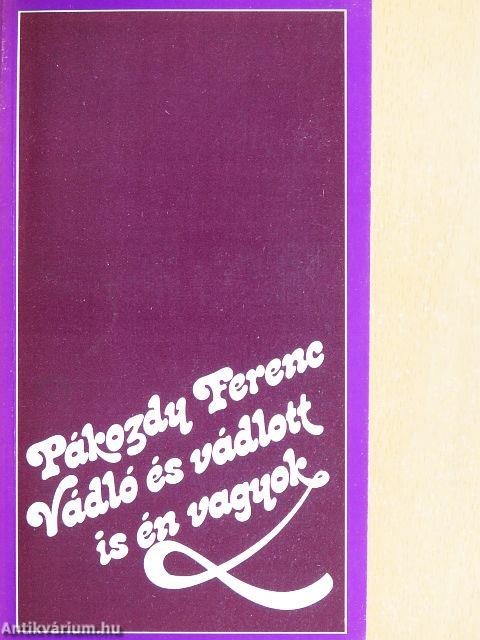 Pákozdy Ferenc
Vádló és vádlott
is én vagyok
Antikvárium.hu